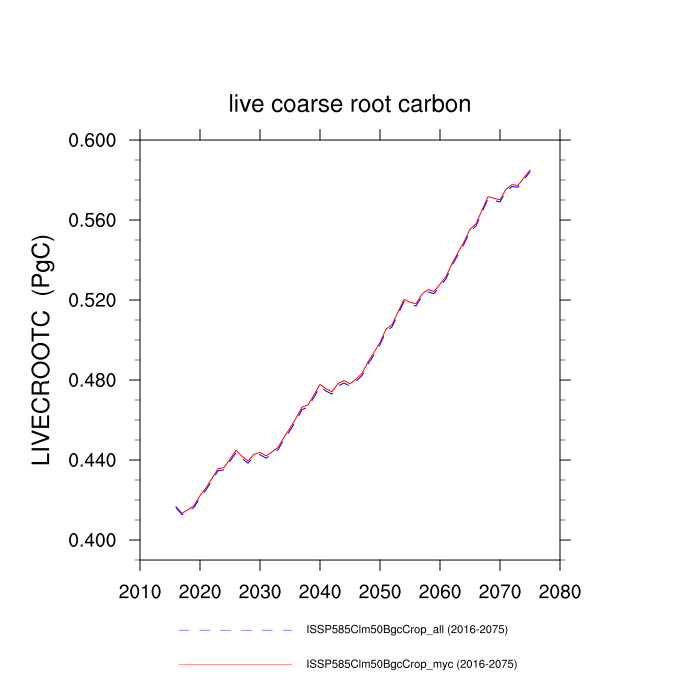 live coarse root carbon
LIVECROOTC (PgC)
0.600
0.560
0.520
0.480
0.440
0.400
2010 2020 2030 2040 2050 2060 2070 2080
ISSP585Clm50BgcCrop_all (2016-2075)
ISSP585Clm50BgcCrop_myc (2016-2075)